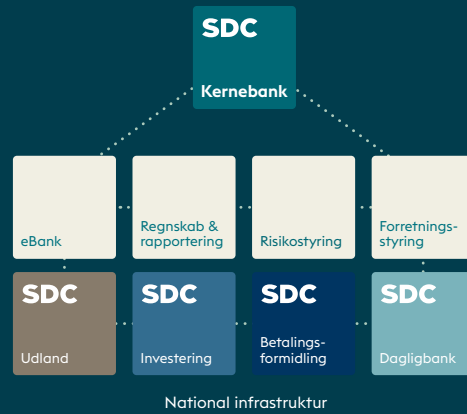 SDC
Kernebank
eBank
Regnskab &
rapportering
Risikostyring
Forretnings-
styring
SDC
Udland
SDC
Investering
SDC
Betalings-
formidling
SDC
Dagligbank
National infrastruktur